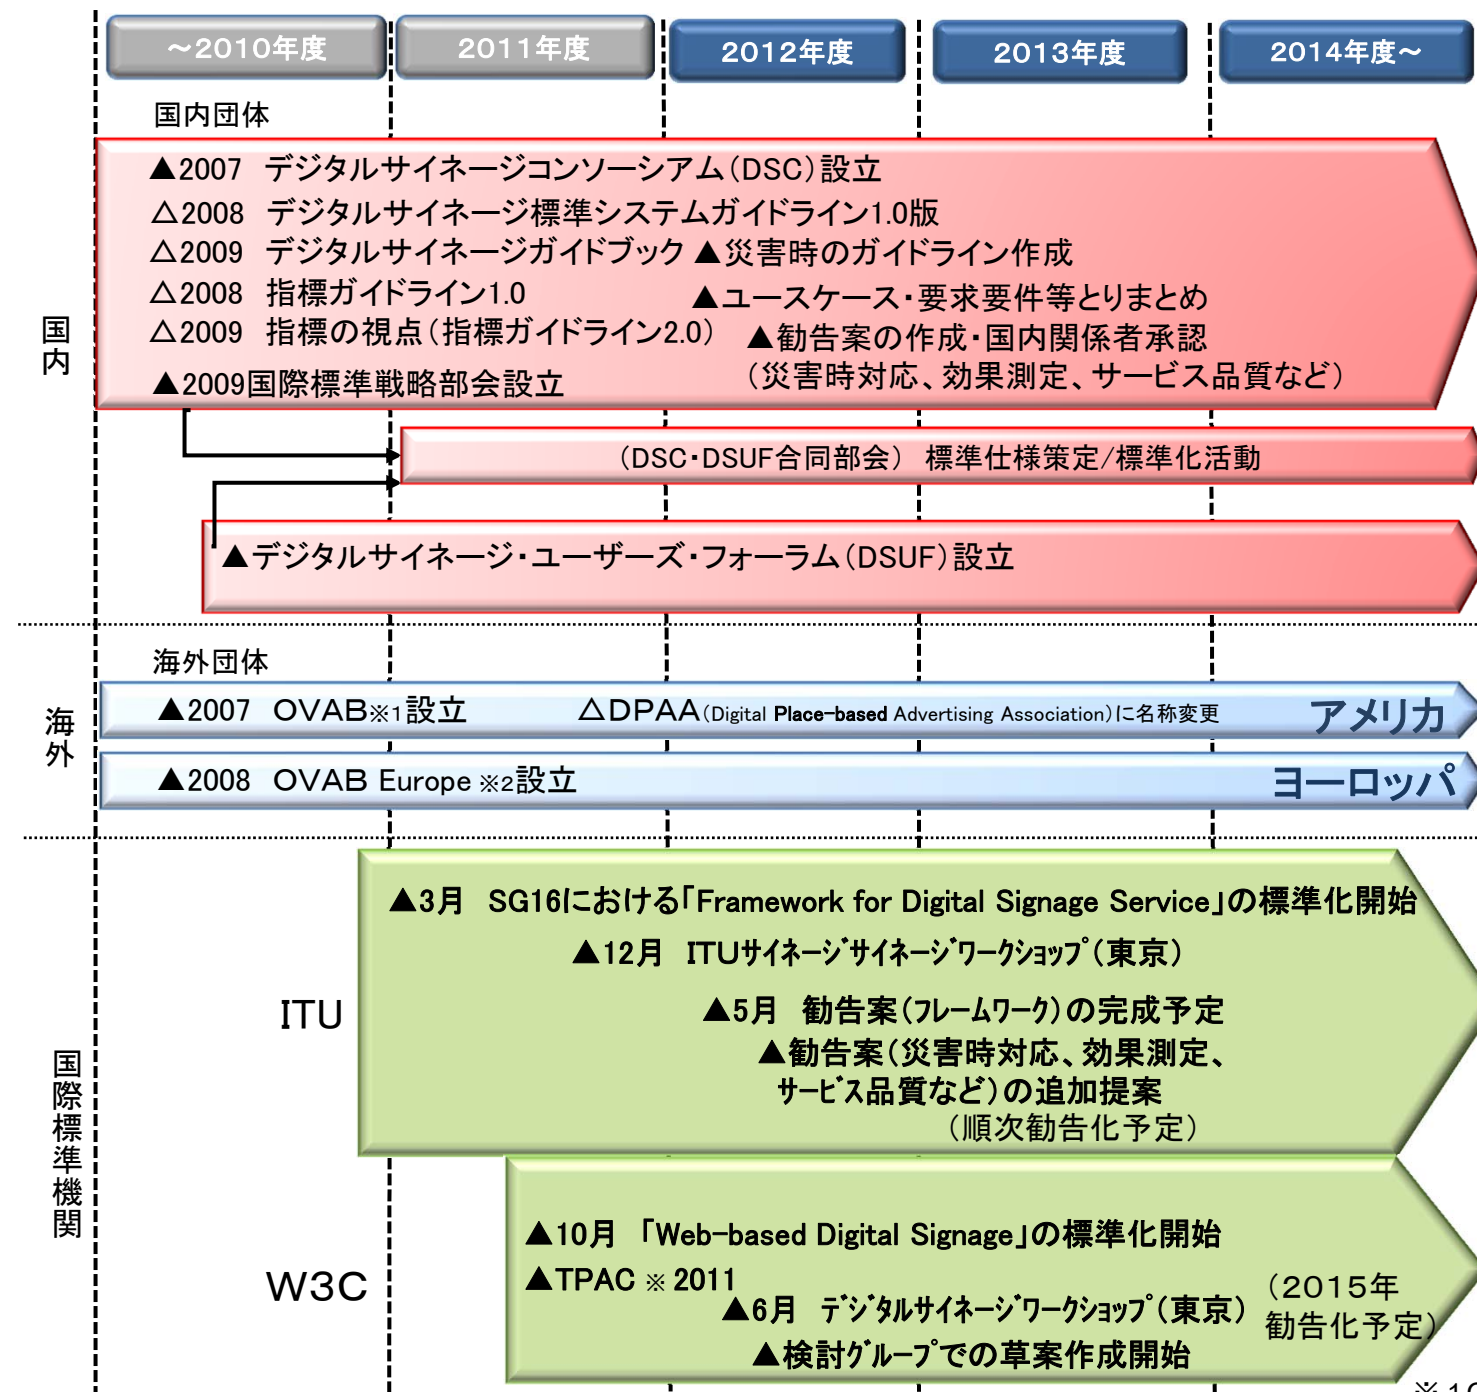 ～2010年度
2011年度
2012年度
2013年度
2014年度～
国内団体
国内
▲2007 デジタルサイネージコンソーシアム（DSC）設立
△2008 デジタルサイネージ標準システムガイドライン1.0版
△2009 デジタルサイネージガイドブック
▲災害時のガイドライン作成
△2008 指標ガイドライン1.0
▲ユースケース・要求要件等とりまとめ
△2009 指標の視点（指標ガイドライン2.0）
▲勧告案の作成・国内関係者承認
（災害時対応、効果測定、サービス品質など）
▲2009国際標準戦略部会設立
（DSC・DSUF合同部会） 標準仕様策定/標準化活動
▲デジタルサイネージ・ユーザーズ・フォーラム（DSUF）設立
海外
海外団体
▲2007 OVAB※1設立
△DPAA（Digital Place-based Advertising Association）に名称変更
アメリカ
▲2008 OVAB Europe ※2設立
ヨーロッパ
国際標準機関
ITU
▲3月 SG16における「Framework for Digital Signage Service」の標準化開始
▲12月 ITUｻｲﾈｰｼﾞｻｲﾈｰｼﾞﾜｰｸｼｮｯﾌﾟ（東京）
▲5月 勧告案（ﾌﾚｰﾑﾜｰｸ）の完成予定
▲勧告案（災害時対応、効果測定、
ｻｰﾋﾞｽ品質など）の追加提案
（順次勧告化予定）
W3C
▲10月 「Web-based Digital Signage」の標準化開始
▲TPAC ※ 2011
▲6月 ﾃﾞｼﾞﾀﾙｻｲﾈｰｼﾞﾜｰｸｼｮｯﾌﾟ（東京）
▲検討ｸﾞﾙｰﾌﾟでの草案作成開始
（2015年
勧告化予定）